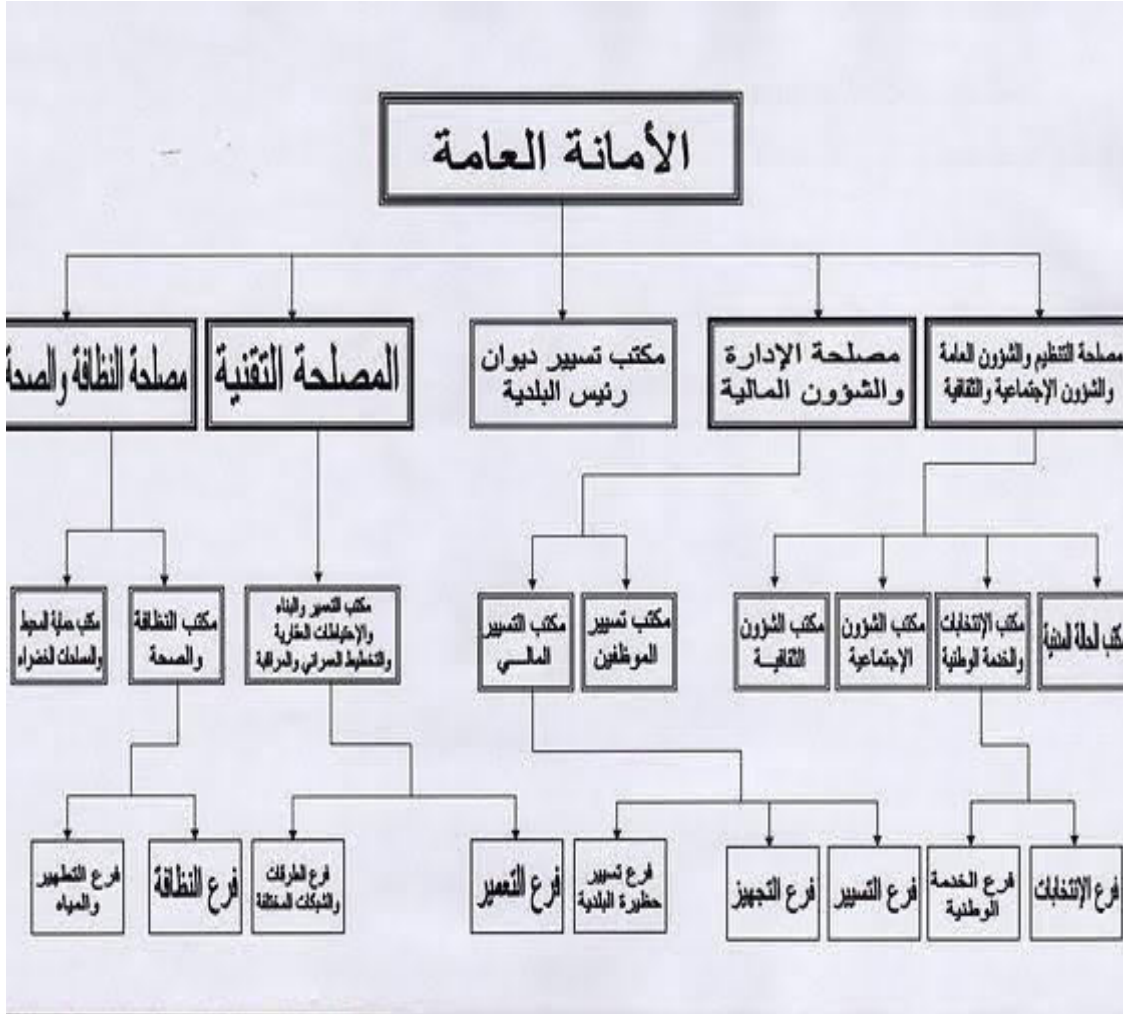 الأمانة العامة
مصلحة التنظيم والشؤون العامة
والشؤون الإجتماعية والثقافية
مصلحة الإدارة
والشؤون المالية
مكتب تسيير ديوان
رئيس البلدية
المصلحة التقنية
مصلحة النظافة والصحة
مكتب الحالة المدنية
مكتب الإنتخابات
والخدمة الوطنية
مكتب الشؤون
الإجتماعية
مكتب الشؤون
الثقافيـة
مكتب تسيير
الموظفين
مكتب التسيير
المالـــي
مكتب التعمير والبناء
والإحتياطات العقارية
والتخطيط العمراني والمراقبة
مكتب النظافة
والصحة
مكتب حماية المحيط
والمساحات الخضراء
فرع الإنتخابات
فرع الخدمة
الوطنية
فرع التسيير
فرع التجهيز
فرع تسيير
حظيرة البلدية
فرع التعمير
فرع الطرقات
والشبكات المختلفة
فرع النظافة
فرع التطهير
والمياه